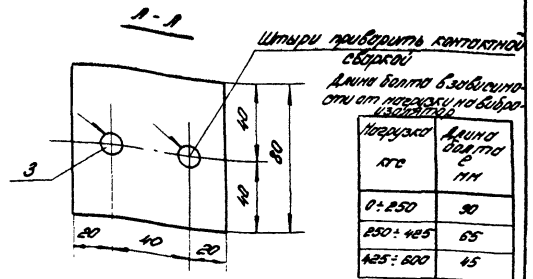 А-А
Штыри приварить контактной
сваркой
Длина болта в зависимо-
сти от нагрузки на вибро-
изолятор
Нагрузка
кгс
Длина
болта
ℓ
мм
0÷250
90
250÷425
65
425÷600
45
3
40
40
80
20
40
20